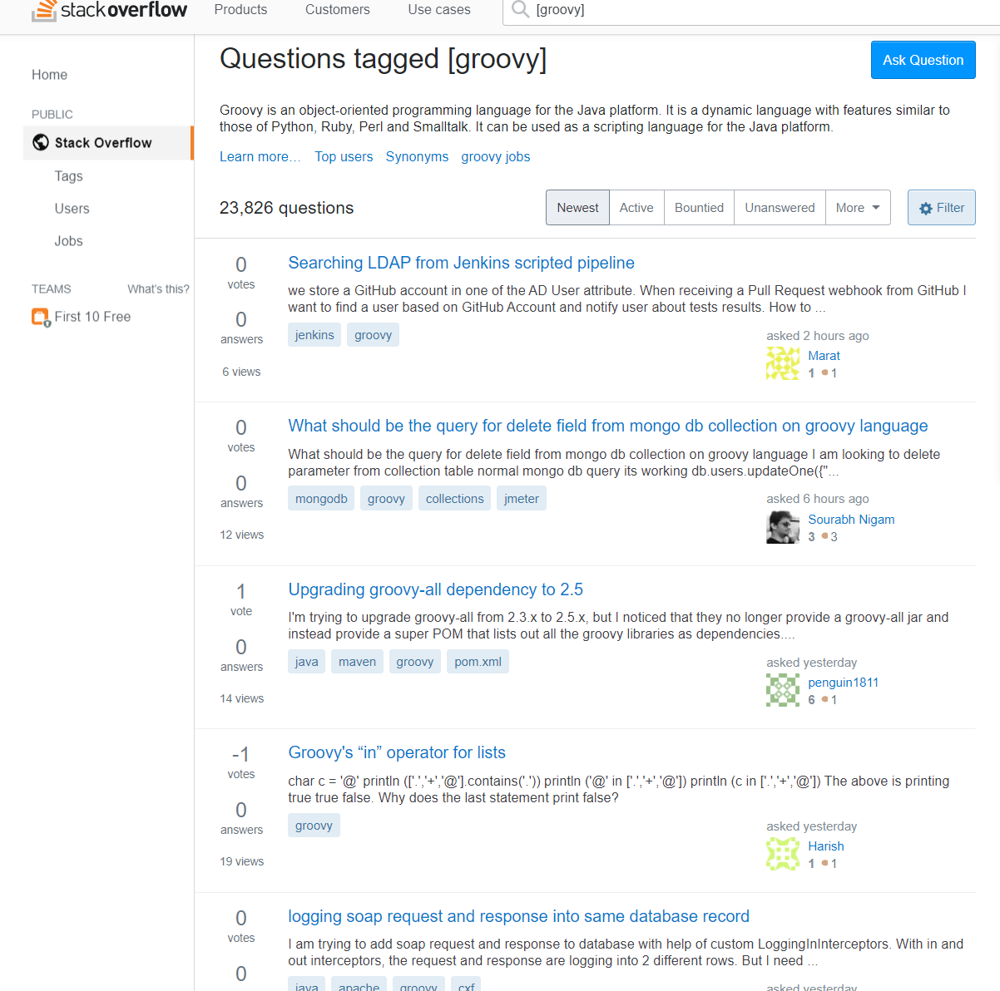 stackoverflow
Products
Customers
Use cases
[groovy]
Home
PUBLIC
Stack Overflow
Tags
Users
Jobs
TEAMS
What's this?
First 10 Free
Questions tagged [groovy]
Ask Question
Groovy is an object-oriented programming language for the Java platform. It is a dynamic language with features similar to
those of Python, Ruby, Perl and Smalltalk. It can be used as a scripting language for the Java platform.
Learn more… Top users Synonyms groovy jobs
23,826 questions
Newest Active Bountied Unanswered More Filter
0
votes
0
answers
6 views
Searching LDAP from Jenkins scripted pipeline
we store a GitHub account in one of the AD User attribute. When receiving a Pull Request webhook from GitHub I
want to find a user based on GitHub Account and notify user about tests results. How to ...
jenkins groovy
asked 2 hours ago
Marat
1 1
0
votes
0
answers
12 views
What should be the query for delete field from mongo db collection on groovy language
What should be the query for delete field from mongo db collection on groovy language I am looking to delete
parameter from collection table normal mongo db query its working db.users.updateOne({"...
mongodb groovy collections jmeter
asked 6 hours ago
Sourabh Nigam
3 3
1
vote
0
answers
14 views
Upgrading groovy-all dependency to 2.5
I'm trying to upgrade groovy-all from 2.3.x to 2.5.x, but I noticed that they no longer provide a groovy-all jar and
instead provide a super POM that lists out all the groovy libraries as dependencies....
java maven groovy pom.xml
asked yesterday
penguin1811
6 1
-1
votes
0
answers
19 views
Groovy's “in” operator for lists
char c = '@' println (['.','+','@'].contains('.')) println ('@' in ['.','+','@']) println (c in ['.','+','@']) The above is printing
true true false. Why does the last statement print false?
groovy
asked yesterday
Harish
1 1
0
votes
0
logging soap request and response into same database record
I am trying to add soap request and response to database with help of custom LoggingInInterceptors. With in and
out interceptors, the request and response are logging into 2 different rows. But I need ...
java apache groovy cxf
asked yesterday